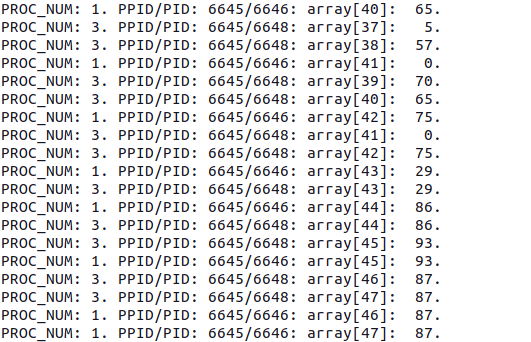 PROC_NUM: 1. PPID/PID: 6645/6646: array[40]:  65.
PROC_NUM: 3. PPID/PID: 6645/6648: array[37]:   5.
PROC_NUM: 3. PPID/PID: 6645/6648: array[38]:  57.
PROC_NUM: 1. PPID/PID: 6645/6646: array[41]:   0.
PROC_NUM: 3. PPID/PID: 6645/6648: array[39]:  70.
PROC_NUM: 3. PPID/PID: 6645/6648: array[40]:  65.
PROC_NUM: 1. PPID/PID: 6645/6646: array[42]:  75.
PROC_NUM: 3. PPID/PID: 6645/6648: array[41]:   0.
PROC_NUM: 3. PPID/PID: 6645/6648: array[42]:  75.
PROC_NUM: 1. PPID/PID: 6645/6646: array[43]:  29.
PROC_NUM: 3. PPID/PID: 6645/6648: array[43]:  29.
PROC_NUM: 1. PPID/PID: 6645/6646: array[44]:  86.
PROC_NUM: 3. PPID/PID: 6645/6648: array[44]:  86.
PROC_NUM: 3. PPID/PID: 6645/6648: array[45]:  93.
PROC_NUM: 1. PPID/PID: 6645/6646: array[45]:  93.
PROC_NUM: 3. PPID/PID: 6645/6648: array[46]:  87.
PROC_NUM: 3. PPID/PID: 6645/6648: array[47]:  87.
PROC_NUM: 1. PPID/PID: 6645/6646: array[46]:  87.
PROC_NUM: 1. PPID/PID: 6645/6646: array[47]:  87.